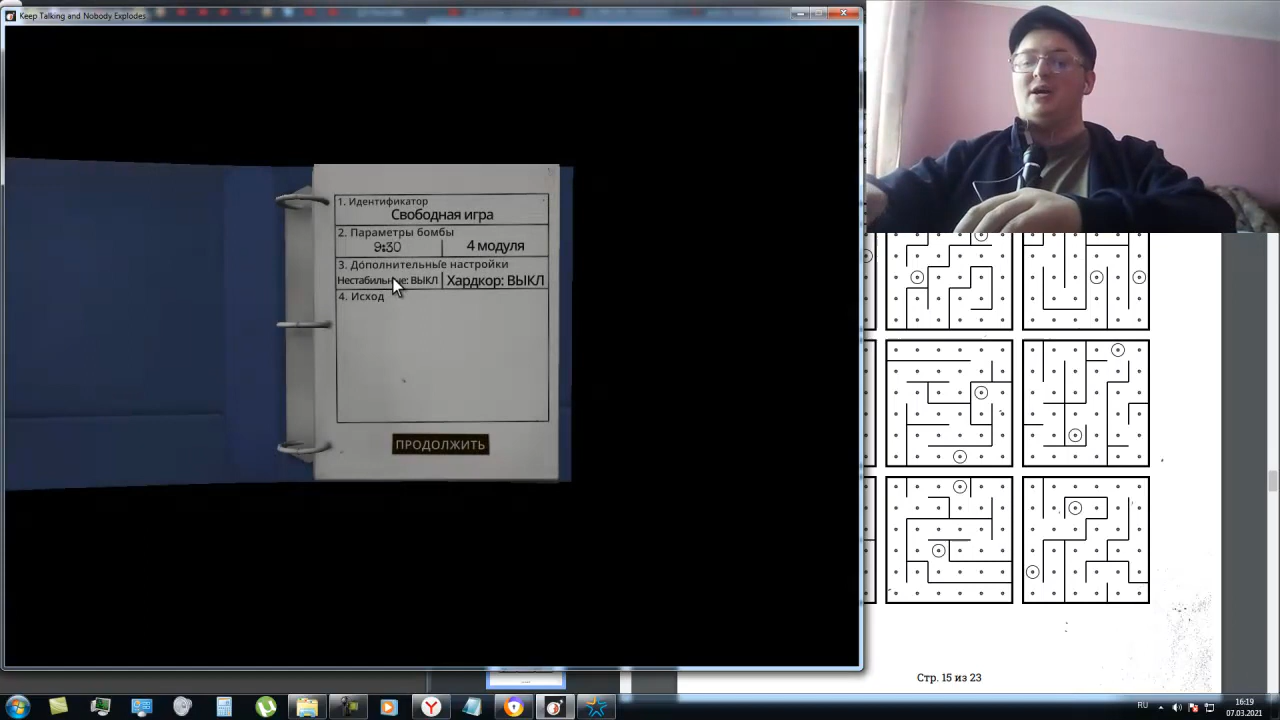 Keep Talking and Nobody Explodes
1. Идентификатор
Свободная игра
2. Параметры бомбы
9:30
4 модуля
3. Дополнительные настройки
Нестабильные: ВЫКЛ
Хардкор: ВЫКЛ
4. Исход
ПРОДОЛЖИТЬ
Стр. 15 из 23
RU
16:19
07.03.2021